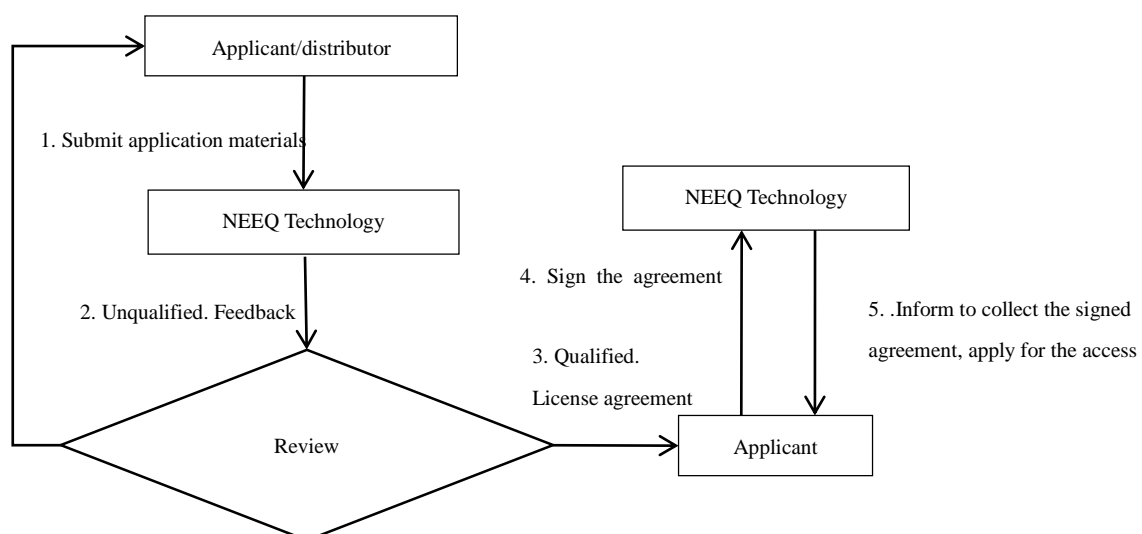 Applicant/distributor
1. Submit application materials
NEEQ Technology
2. Unqualified. Feedback
Review
3. Qualified.
License agreement
Applicant
4. Sign the agreement
NEEQ Technology
5. .Inform to collect the signed
agreement, apply for the access